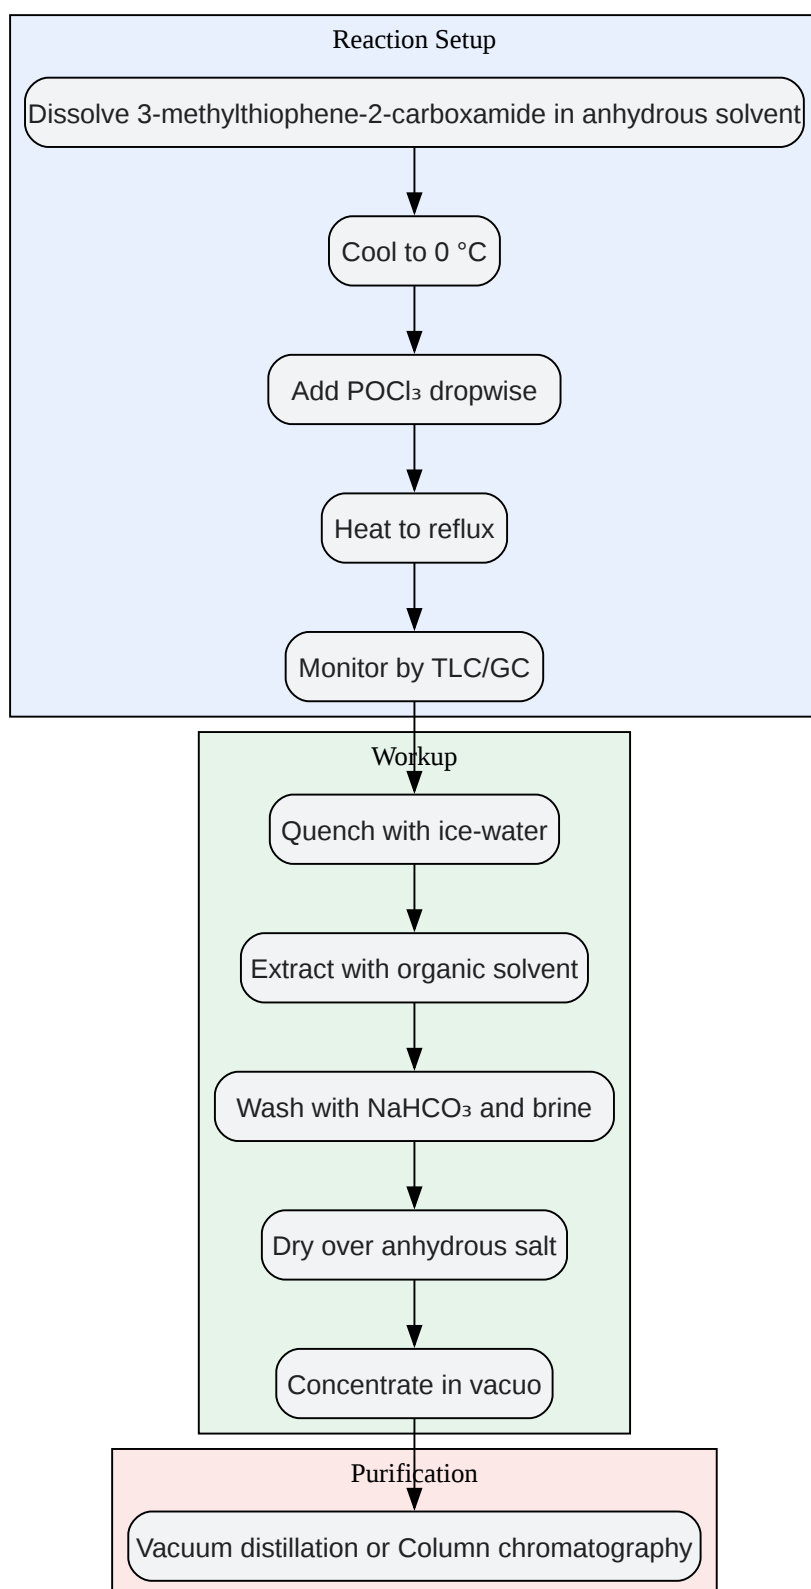 Reaction Setup
Dissolve 3-methylthiophene-2-carboxamide in anhydrous solvent
Cool to 0 °C
Add POCl₃ dropwise
Heat to reflux
Monitor by TLC/GC
Workup
Quench with ice-water
Extract with organic solvent
Wash with NaHCO₃ and brine
Dry over anhydrous salt
Concentrate in vacuo
Purification
Vacuum distillation or Column chromatography